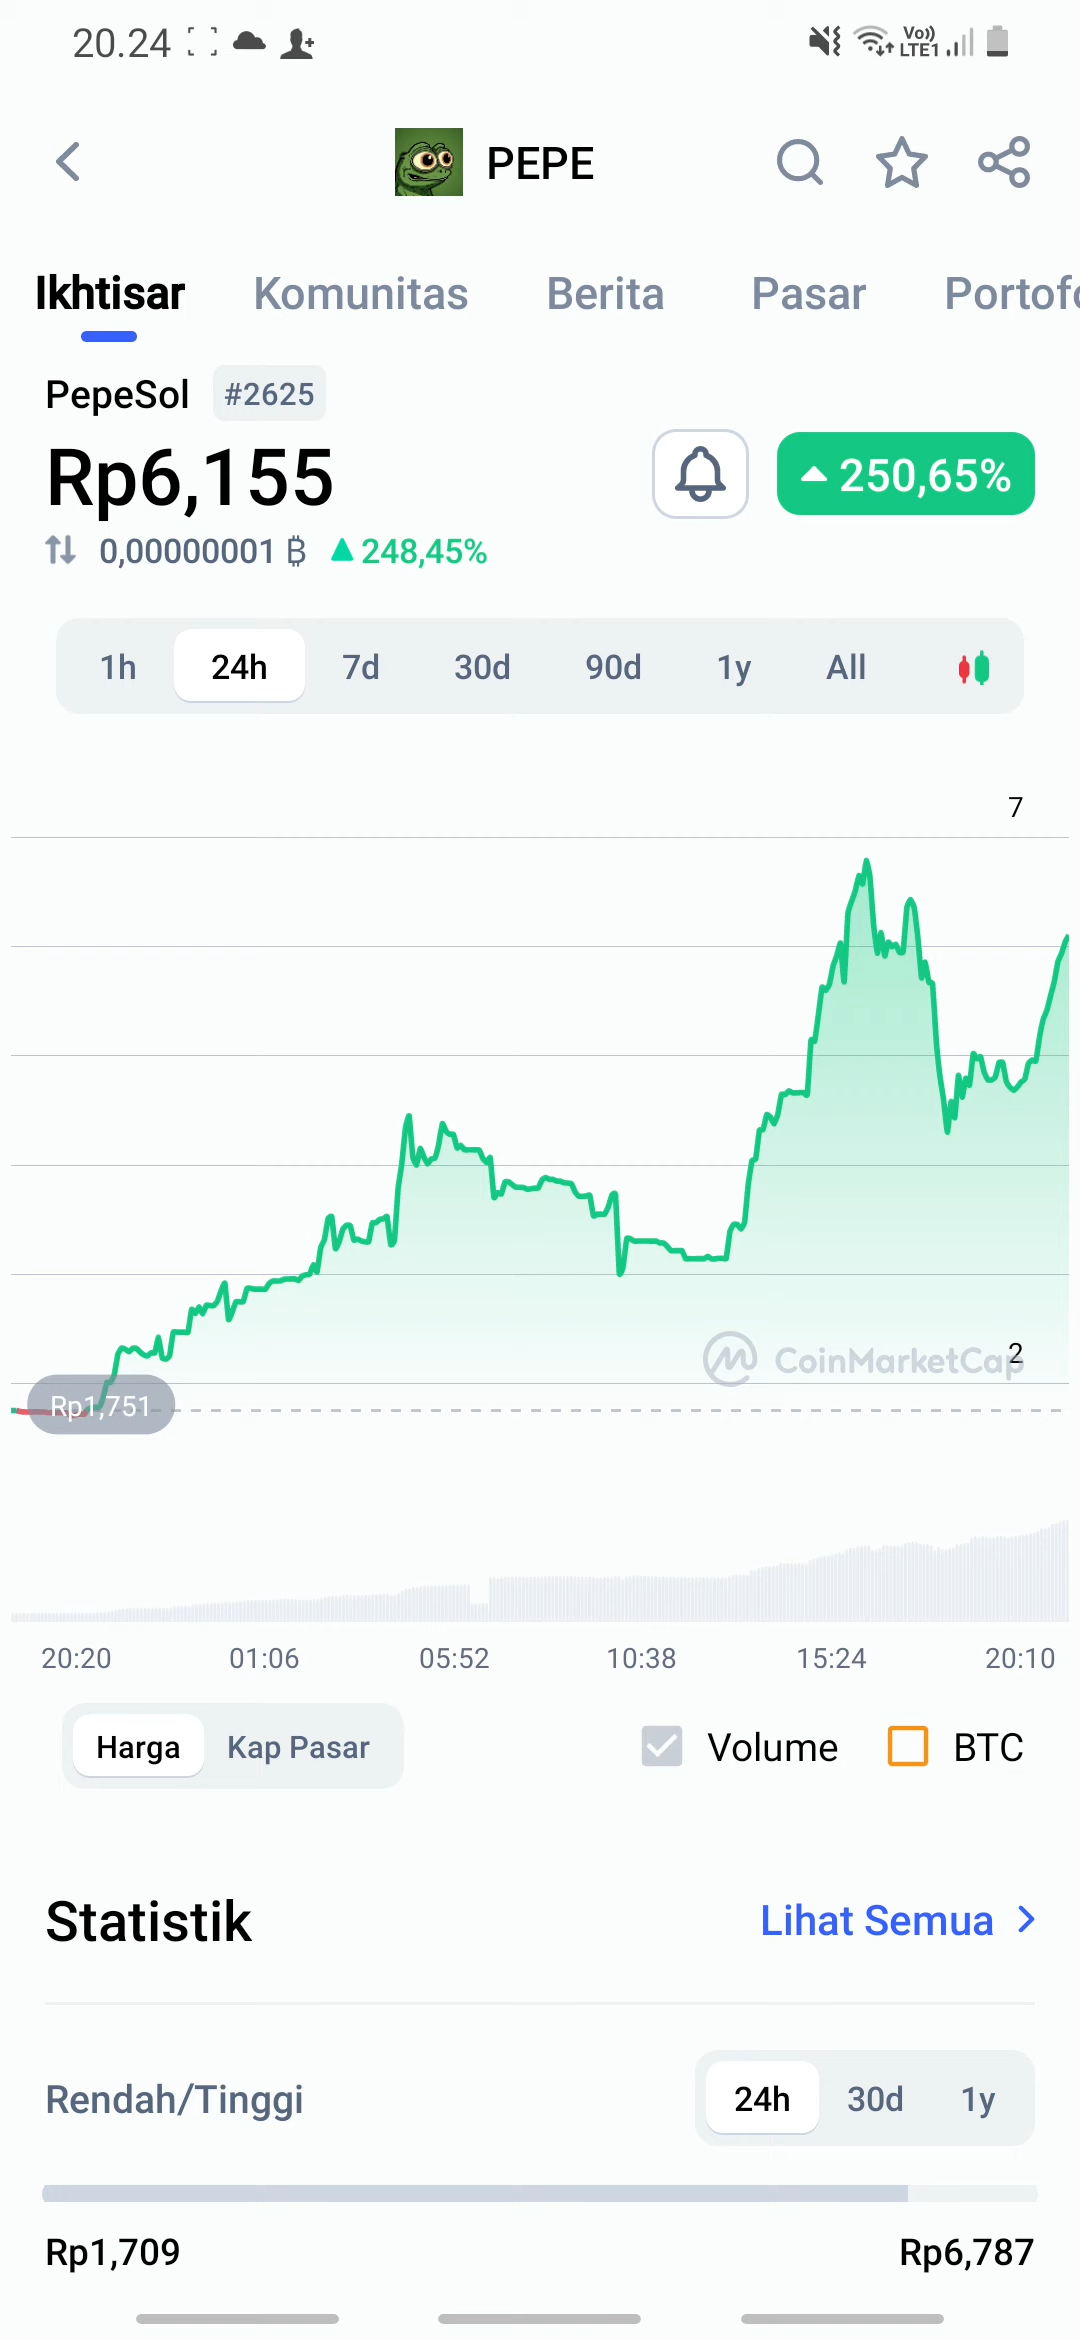 20.24
Vo)) LTE1
PEPE
Ikhtisar Komunitas Berita Pasar Portofo
PepeSol #2625
Rp6,155
250,65%
0,00000001 ₿ 248,45%
1h 24h 7d 30d 90d 1y All
7
CoinMarketCap
2
Rp1,751
20:20 01:06 05:52 10:38 15:24 20:10
Harga Kap Pasar Volume BTC
Statistik Lihat Semua
Rendah/Tinggi 24h 30d 1y
Rp1,709 Rp6,787